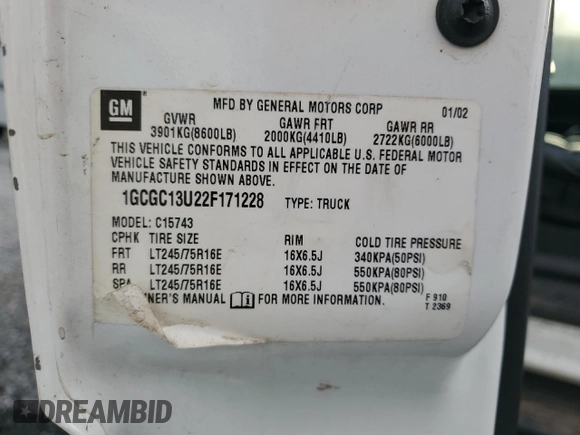 GM
MFD BY GENERAL MOTORS CORP 01/02
GVWR GAWR FRT GAWR RR
3901KG(8600LB) 2000KG(4410LB) 2722KG(6000LB)
THIS VEHICLE CONFORMS TO ALL APPLICABLE U.S. FEDERAL MOTOR
VEHICLE SAFETY STANDARDS IN EFFECT ON THE DATE OF
MANUFACTURE SHOWN ABOVE.
1GCGC13U22F171228 TYPE: TRUCK
MODEL: C15743
CPHK TIRE SIZE RIM COLD TIRE PRESSURE
FRT LT245/75R16E 16X6.5J 340KPA(50PSI)
RR LT245/75R16E 16X6.5J 550KPA(80PSI)
SPA LT245/75R16E 16X6.5J 550KPA(80PSI)
NER'S MANUAL FOR MORE INFORMATION. F 910
T 2369
DREAMBID